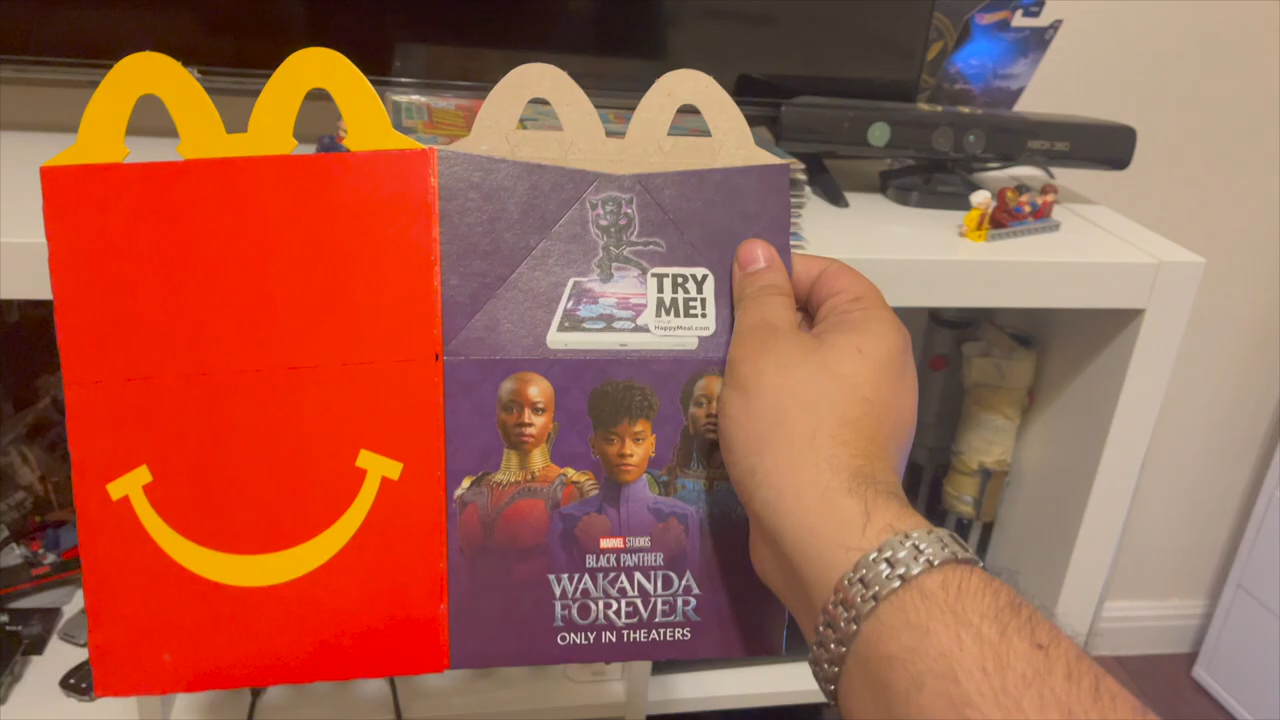 XBOX 360
TRY
ME!
HappyMeal.com
MARVEL STUDIOS
BLACK PANTHER
WAKANDA
FOREVER
ONLY IN THEATERS